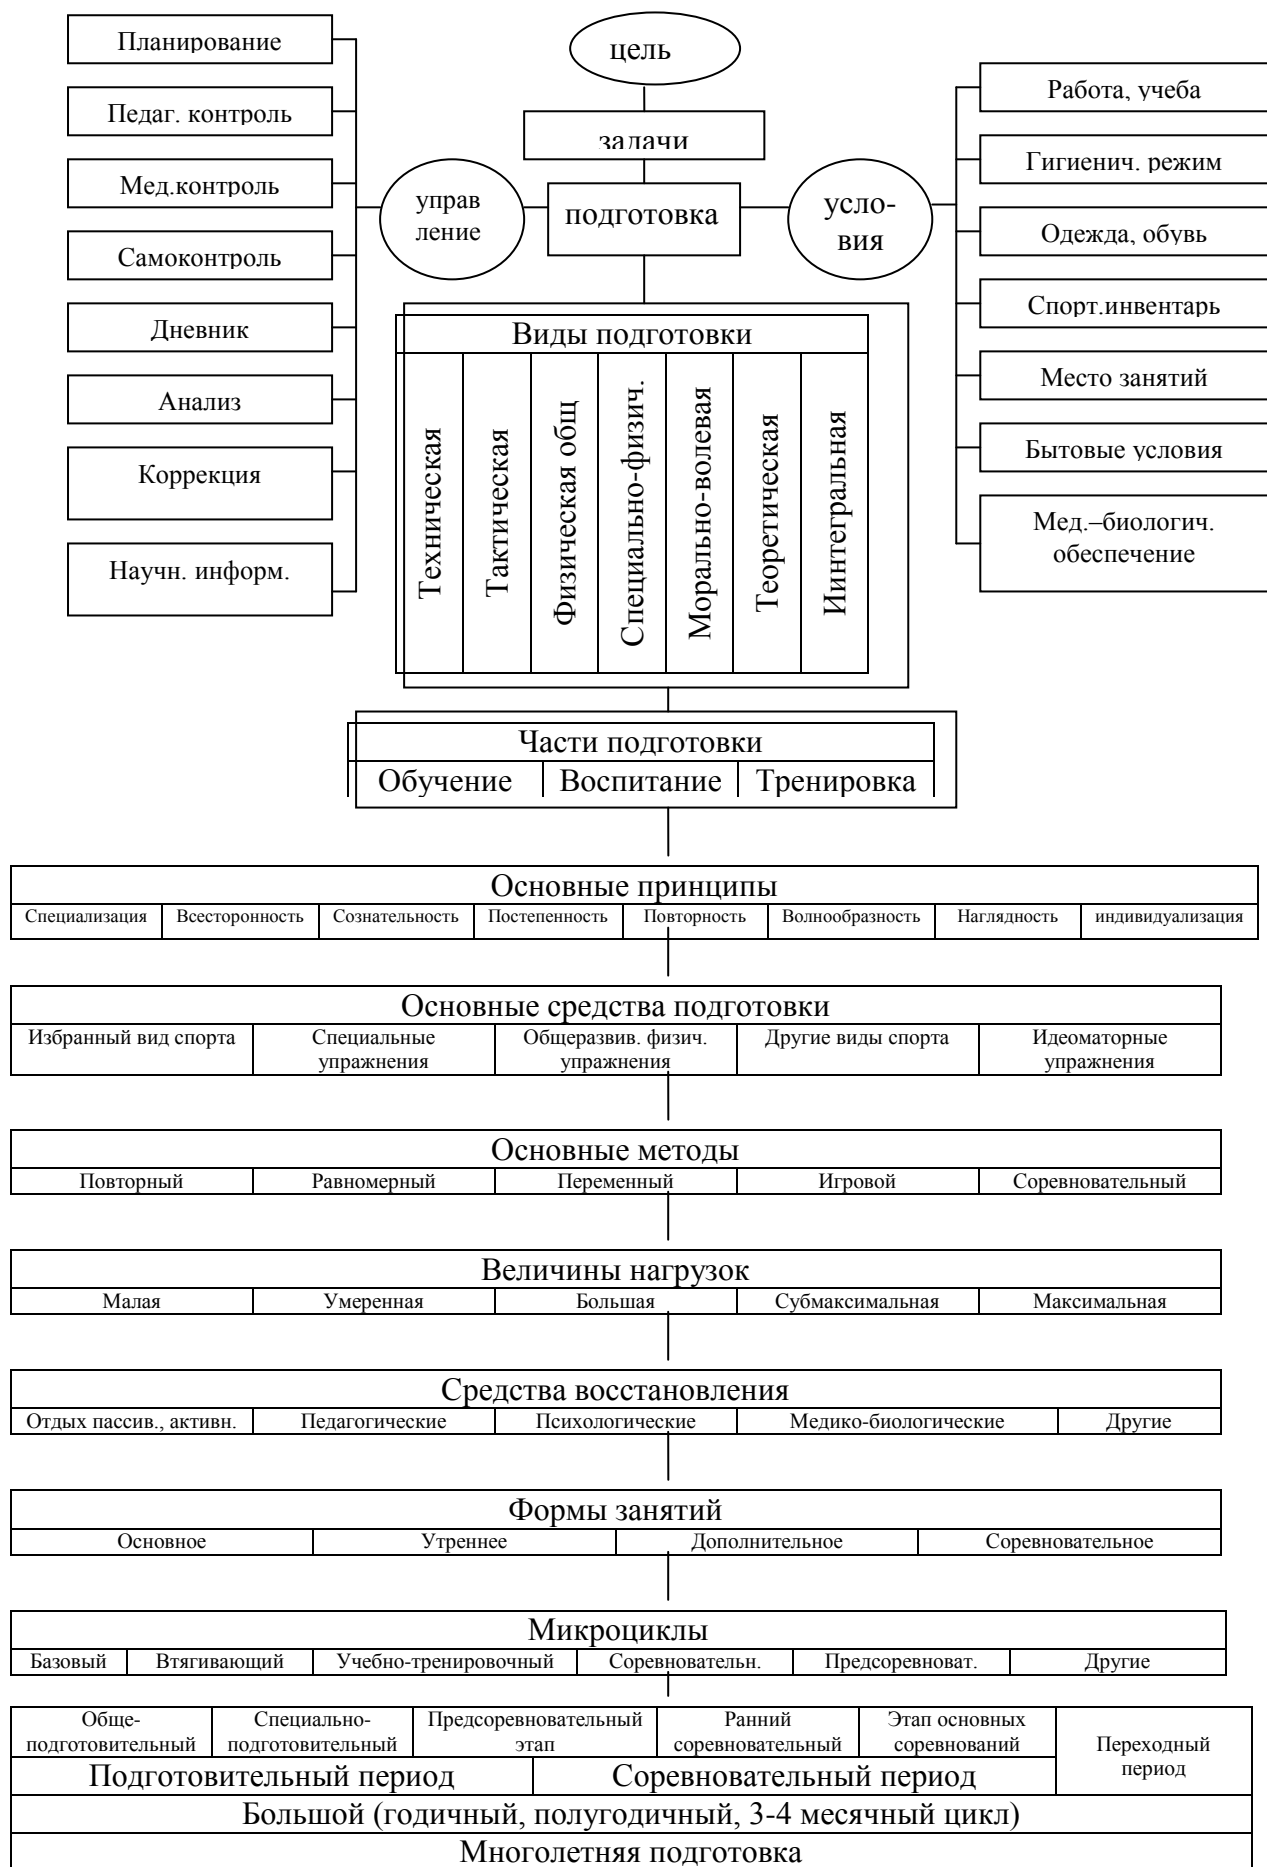 Планирование
Педаг. контроль
Мед.контроль
Самоконтроль
Дневник
Анализ
Коррекция
Научн. информ.
цель
задачи
управ
ление
подготовка
усло-
вия
Работа, учеба
Гигиенич. режим
Одежда, обувь
Спорт.инвентарь
Место занятий
Бытовые условия
Мед.–биологич.
обеспечение
Виды подготовки
Техническая
Тактическая
Физическая общ
Специально-физич.
Морально-волевая
Теоретическая
Иинтегральная
Части подготовки
Обучение Воспитание Тренировка
Основные принципы
Специализация Всесторонность Сознательность Постепенность Повторность Волнообразность Наглядность индивидуализация
Основные средства подготовки
Избранный вид спорта Специальные Общеразвив. физич. Другие виды спорта Идеоматорные
упражнения упражнения упражнения
Основные методы
Повторный Равномерный Переменный Игровой Соревновательный
Величины нагрузок
Малая Умеренная Большая Субмаксимальная Максимальная
Средства восстановления
Отдых пассив., активн. Педагогические Психологические Медико-биологические Другие
Формы занятий
Основное Утреннее Дополнительное Соревновательное
Микроциклы
Базовый Втягивающий Учебно-тренировочный Соревновательн. Предсоревноват. Другие
Обще- Специально- Предсоревновательный Ранний Этап основных
подготовительный подготовительный этап соревновательный соревнований
Переходный
период
Подготовительный период Соревновательный период
Большой (годичный, полугодичный, 3-4 месячный цикл)
Многолетняя подготовка